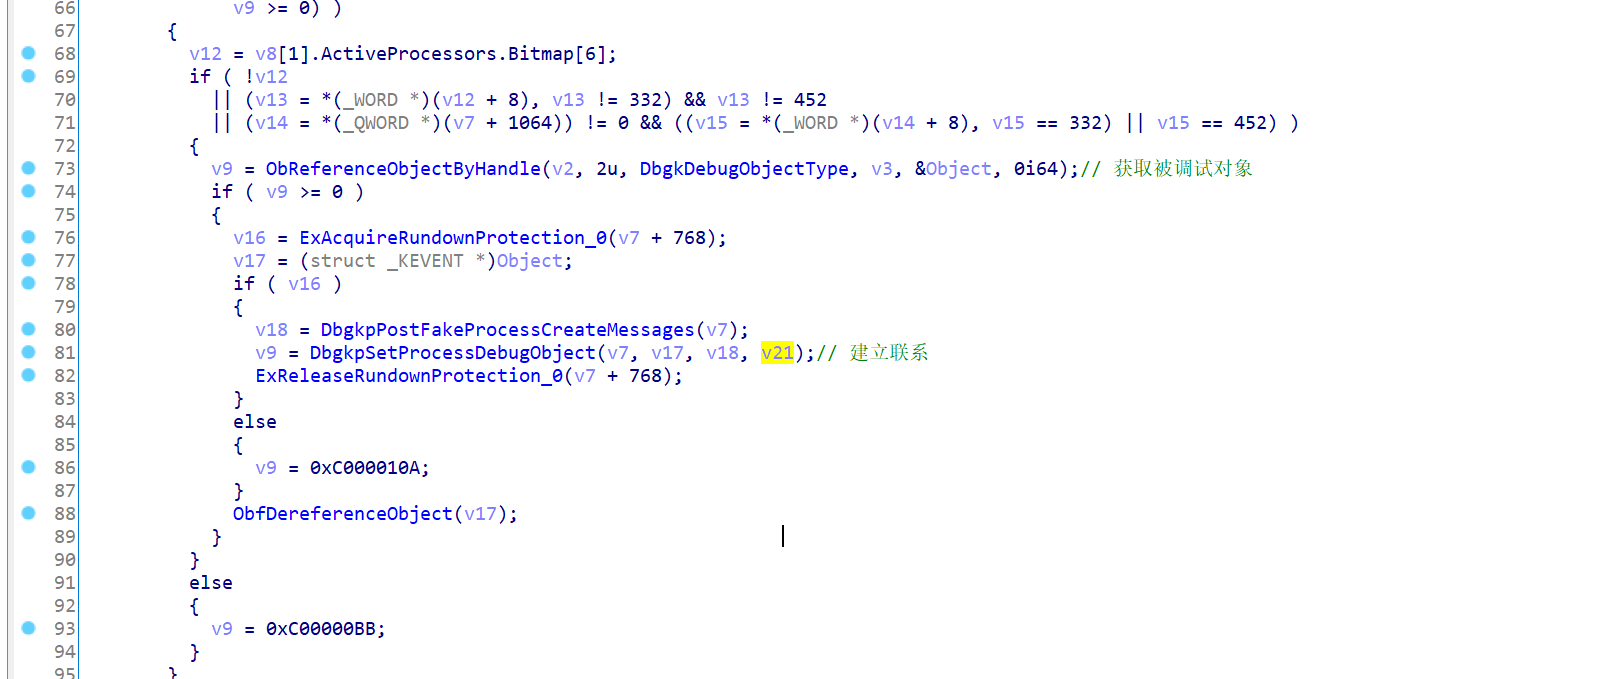 66 v9 >= 0) )
67 {
68 v12 = v8[1].ActiveProcessors.Bitmap[6];
69 if ( !v12
70 || (v13 = *(_WORD *)(v12 + 8), v13 != 332) && v13 != 452
71 || (v14 = *(_QWORD *)(v7 + 1064)) != 0 && ((v15 = *(_WORD *)(v14 + 8), v15 == 332) || v15 == 452) )
72 {
73 v9 = ObReferenceObjectByHandle(v2, 2u, DbgkDebugObjectType, v3, &Object, 0i64);// 获取被调试对象
74 if ( v9 >= 0 )
75 {
76 v16 = ExAcquireRundownProtection_0(v7 + 768);
77 v17 = (struct _KEVENT *)Object;
78 if ( v16 )
79 {
80 v18 = DbgkpPostFakeProcessCreateMessages(v7);
81 v9 = DbgkpSetProcessDebugObject(v7, v17, v18, v21);// 建立联系
82 ExReleaseRundownProtection_0(v7 + 768);
83 }
84 else
85 {
86 v9 = 0xC000010A;
87 }
88 ObfDereferenceObject(v17);
89 }
90 }
91 else
92 {
93 v9 = 0xC00000BB;
94 }
95 }